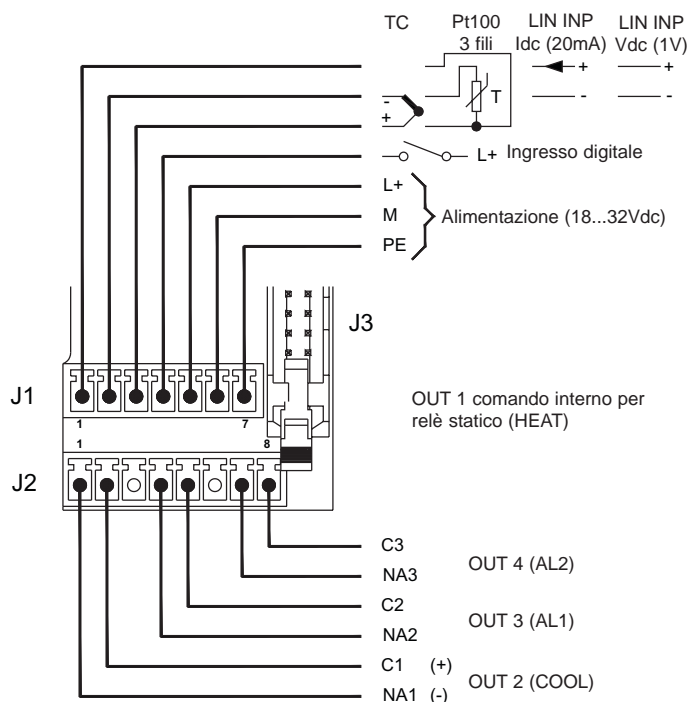 TC Pt100 LIN INP LIN INP
3 fili Idc (20mA) Vdc (1V)
+ +
- T - -
+
L+ Ingresso digitale
L+
M Alimentazione (18...32Vdc)
PE
J3
J1
1 7
OUT 1 comando interno per
relè statico (HEAT)
1 8
J2
C3
OUT 4 (AL2)
NA3
C2
OUT 3 (AL1)
NA2
C1 (+)
OUT 2 (COOL)
NA1 (-)